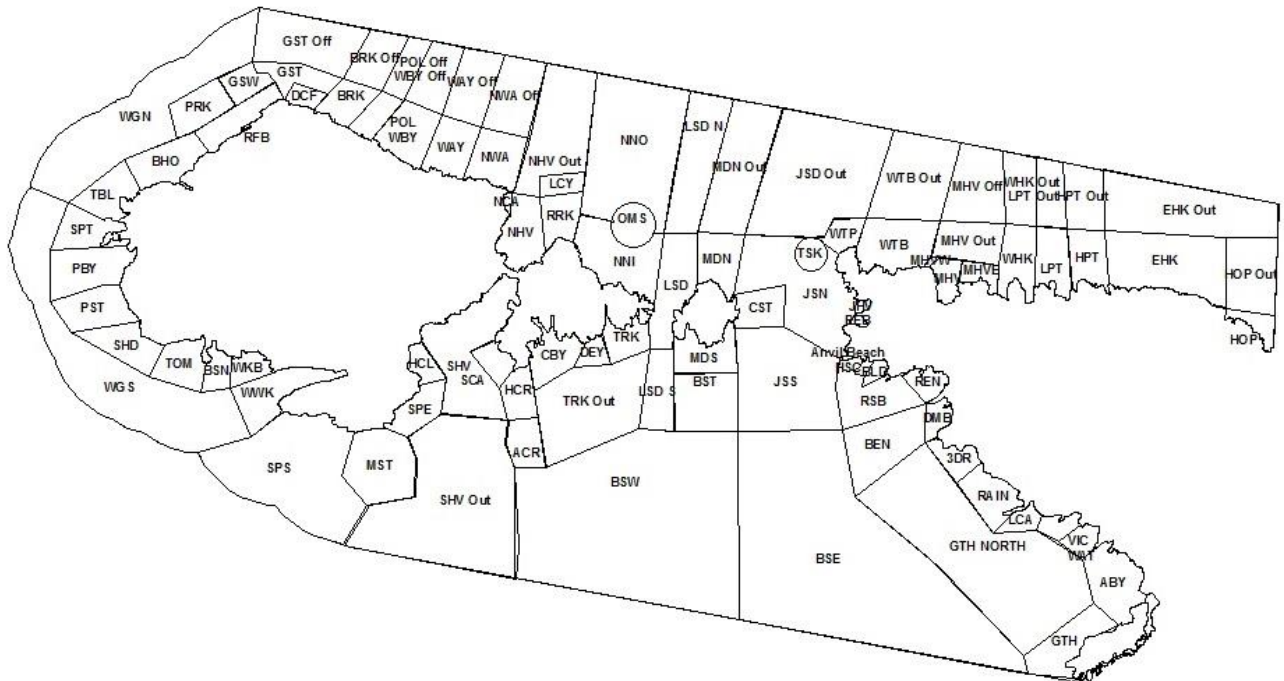 GST Off
BRK Off
POL Off
WBY Off
WAY Off
NWA Off
GST
GSW
DCF
BRK
PRK
WGN
RFB
POL
WBY
WAY
NWA
BHO
TBL
SPT
PBY
PST
SHD
TOM
BSN
WKB
WWK
WGS
SPS
MST
NHV Out
LCY
NCA
NHV
RRK
NNO
OMS
NNI
LSD N
MDN Out
LSD
MDN
JSD Out
WTP
TSK
JSN
CST
WTB Out
WTB
MHV Off
MHV Out
MHVW
MHV
MHVE
WHK Out
LPT Out
HPT Out
WHK
LPT
HPT
EHK Out
EHK
HOP Out
HOP
JHV
Anvil Beach
HCL
SHV
SCA
SPE
HCR
CBY
DEY
TRK
TRK Out
LSD S
MDS
BST
JSS
ACR
SHV Out
BSW
BSE
RSB
REN
DMB
BEN
3DR
RAIN
LCA
VIC
WAY
GTH NORTH
ABY
GTH